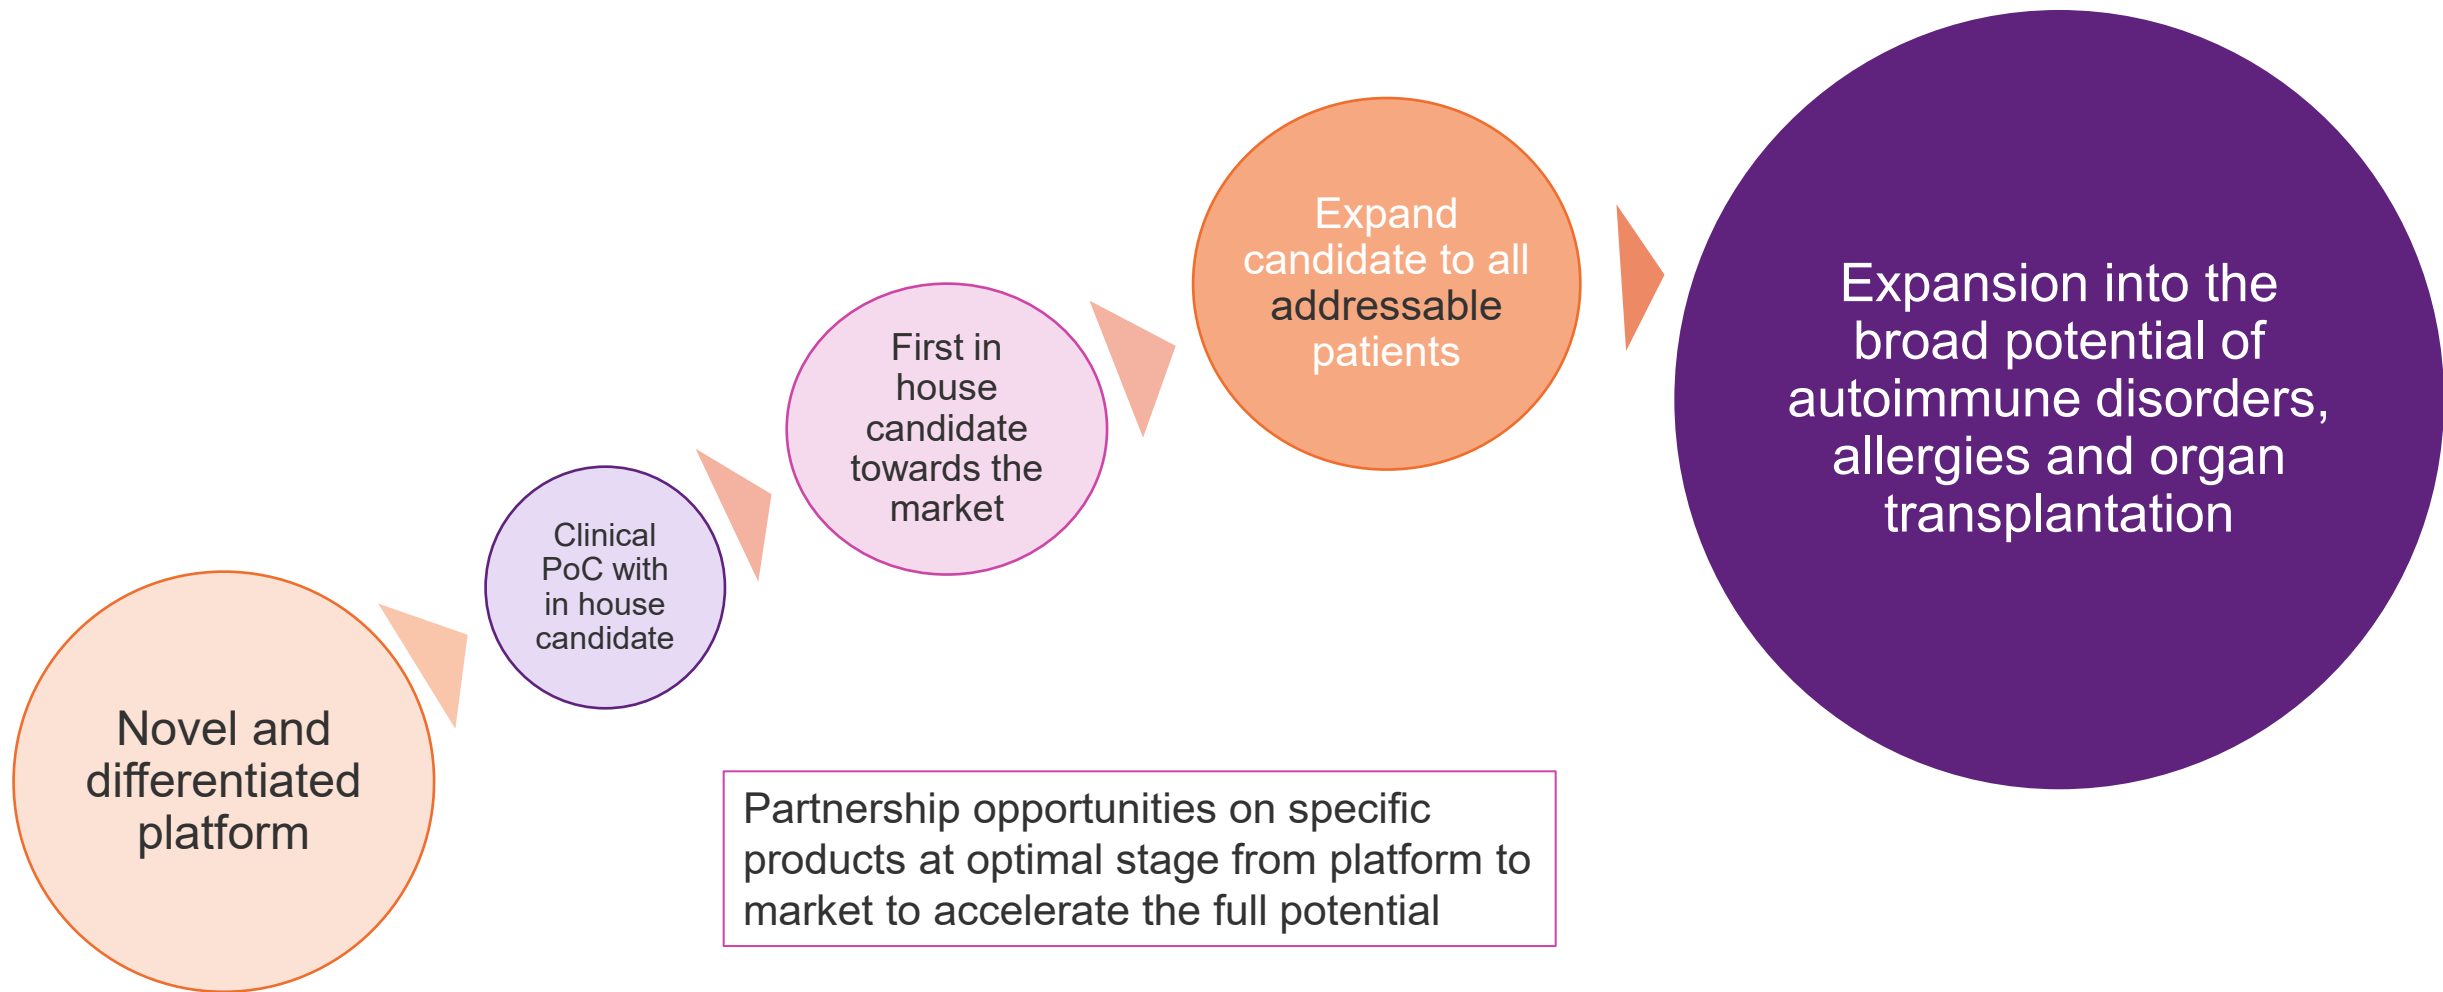 Novel and
differentiated
platform
Clinical
PoC with
in house
candidate
First in
house
candidate
towards the
market
Expand
candidate to all
addressable
patients
Expansion into the
broad potential of
autoimmune disorders,
allergies and organ
transplantation
Partnership opportunities on specific
products at optimal stage from platform to
market to accelerate the full potential